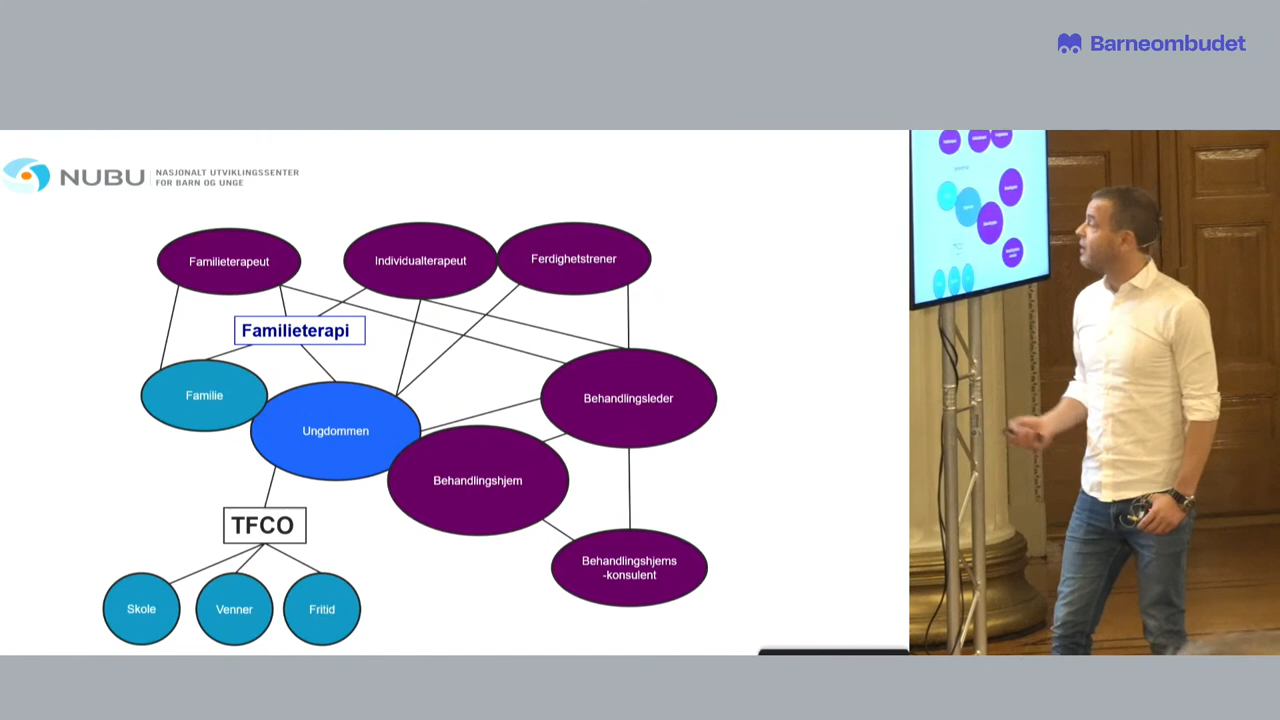 Barneombudet
NUBU
NASJONALT UTVIKLINGSSENTER
FOR BARN OG UNGE
Familieterapeut
Individualterapeut
Ferdighetstrener
Familieterapi
Familie
Behandlingsleder
Ungdommen
Behandlingshjem
TFCO
Behandlingshjems
-konsulent
Skole
Venner
Fritid